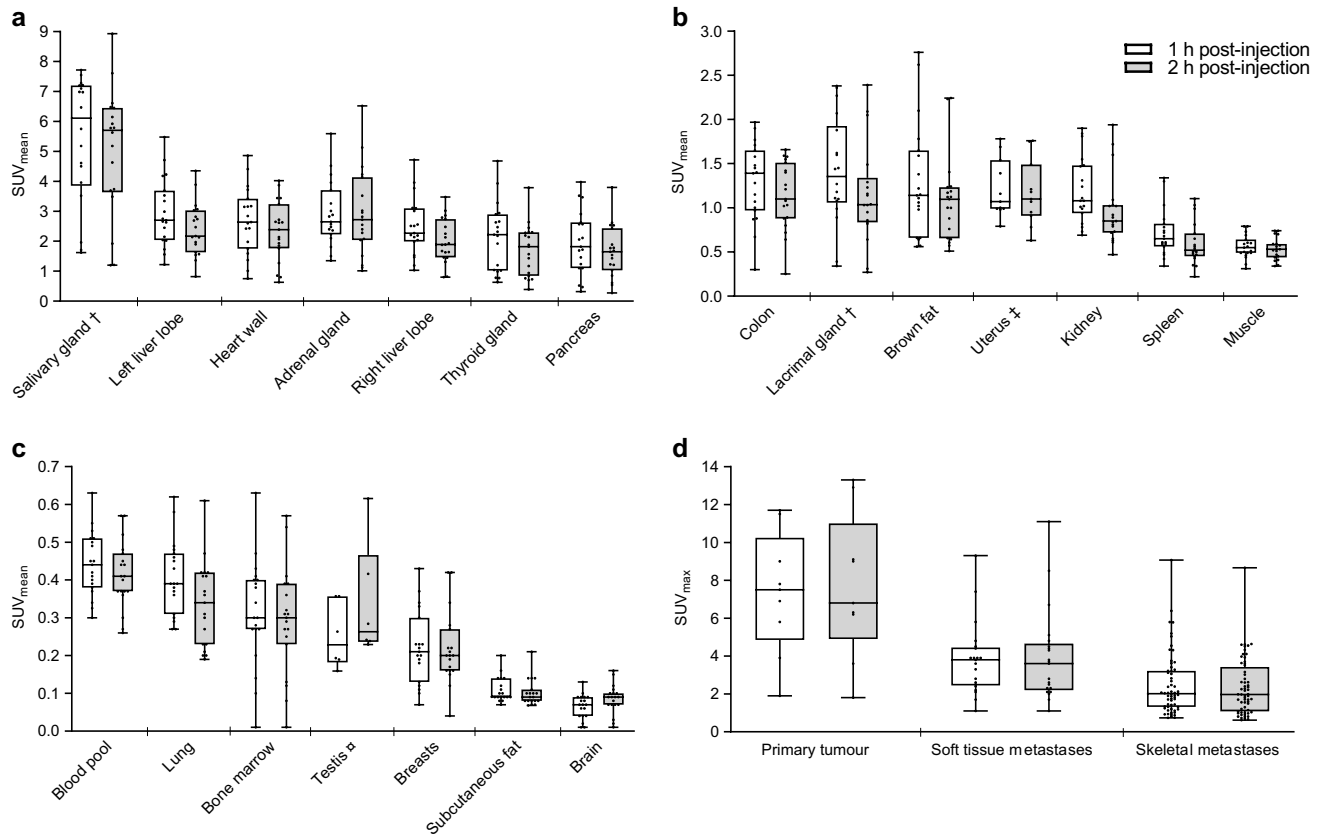 a
9
8
7
6
5
4
3
2
1
0
SUVmean
Salivary gland †
Left liver lobe
Heart wall
Adrenal gland
Right liver lobe
Thyroid gland
Pancreas
b
3.0
2.5
2.0
1.5
1.0
0.5
0.0
SUVmean
1 h post-injection
2 h post-injection
Colon
Lacrimal gland †
Brown fat
Uterus ‡
Kidney
Spleen
Muscle
c
0.7
0.6
0.5
0.4
0.3
0.2
0.1
0.0
SUVmean
Blood pool
Lung
Bone marrow
Testis ¤
Breasts
Subcutaneous fat
Brain
d
14
12
10
8
6
4
2
0
SUVmax
Primary tumour
Soft tissue metastases
Skeletal metastases